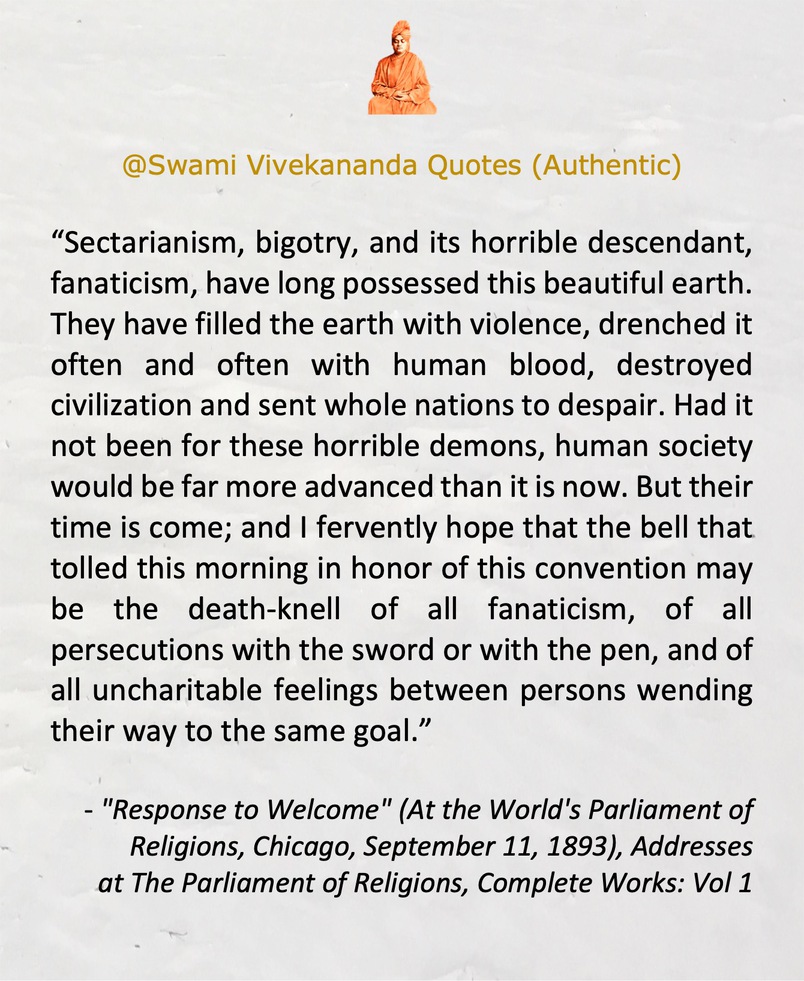 @Swami Vivekananda Quotes (Authentic)
“Sectarianism, bigotry, and its horrible descendant,
fanaticism, have long possessed this beautiful earth.
They have filled the earth with violence, drenched it
often and often with human blood, destroyed
civilization and sent whole nations to despair. Had it
not been for these horrible demons, human society
would be far more advanced than it is now. But their
time is come; and I fervently hope that the bell that
tolled this morning in honor of this convention may
be the death-knell of all fanaticism, of all
persecutions with the sword or with the pen, and of
all uncharitable feelings between persons wending
their way to the same goal.”
- "Response to Welcome" (At the World's Parliament of
Religions, Chicago, September 11, 1893), Addresses
at The Parliament of Religions, Complete Works: Vol 1